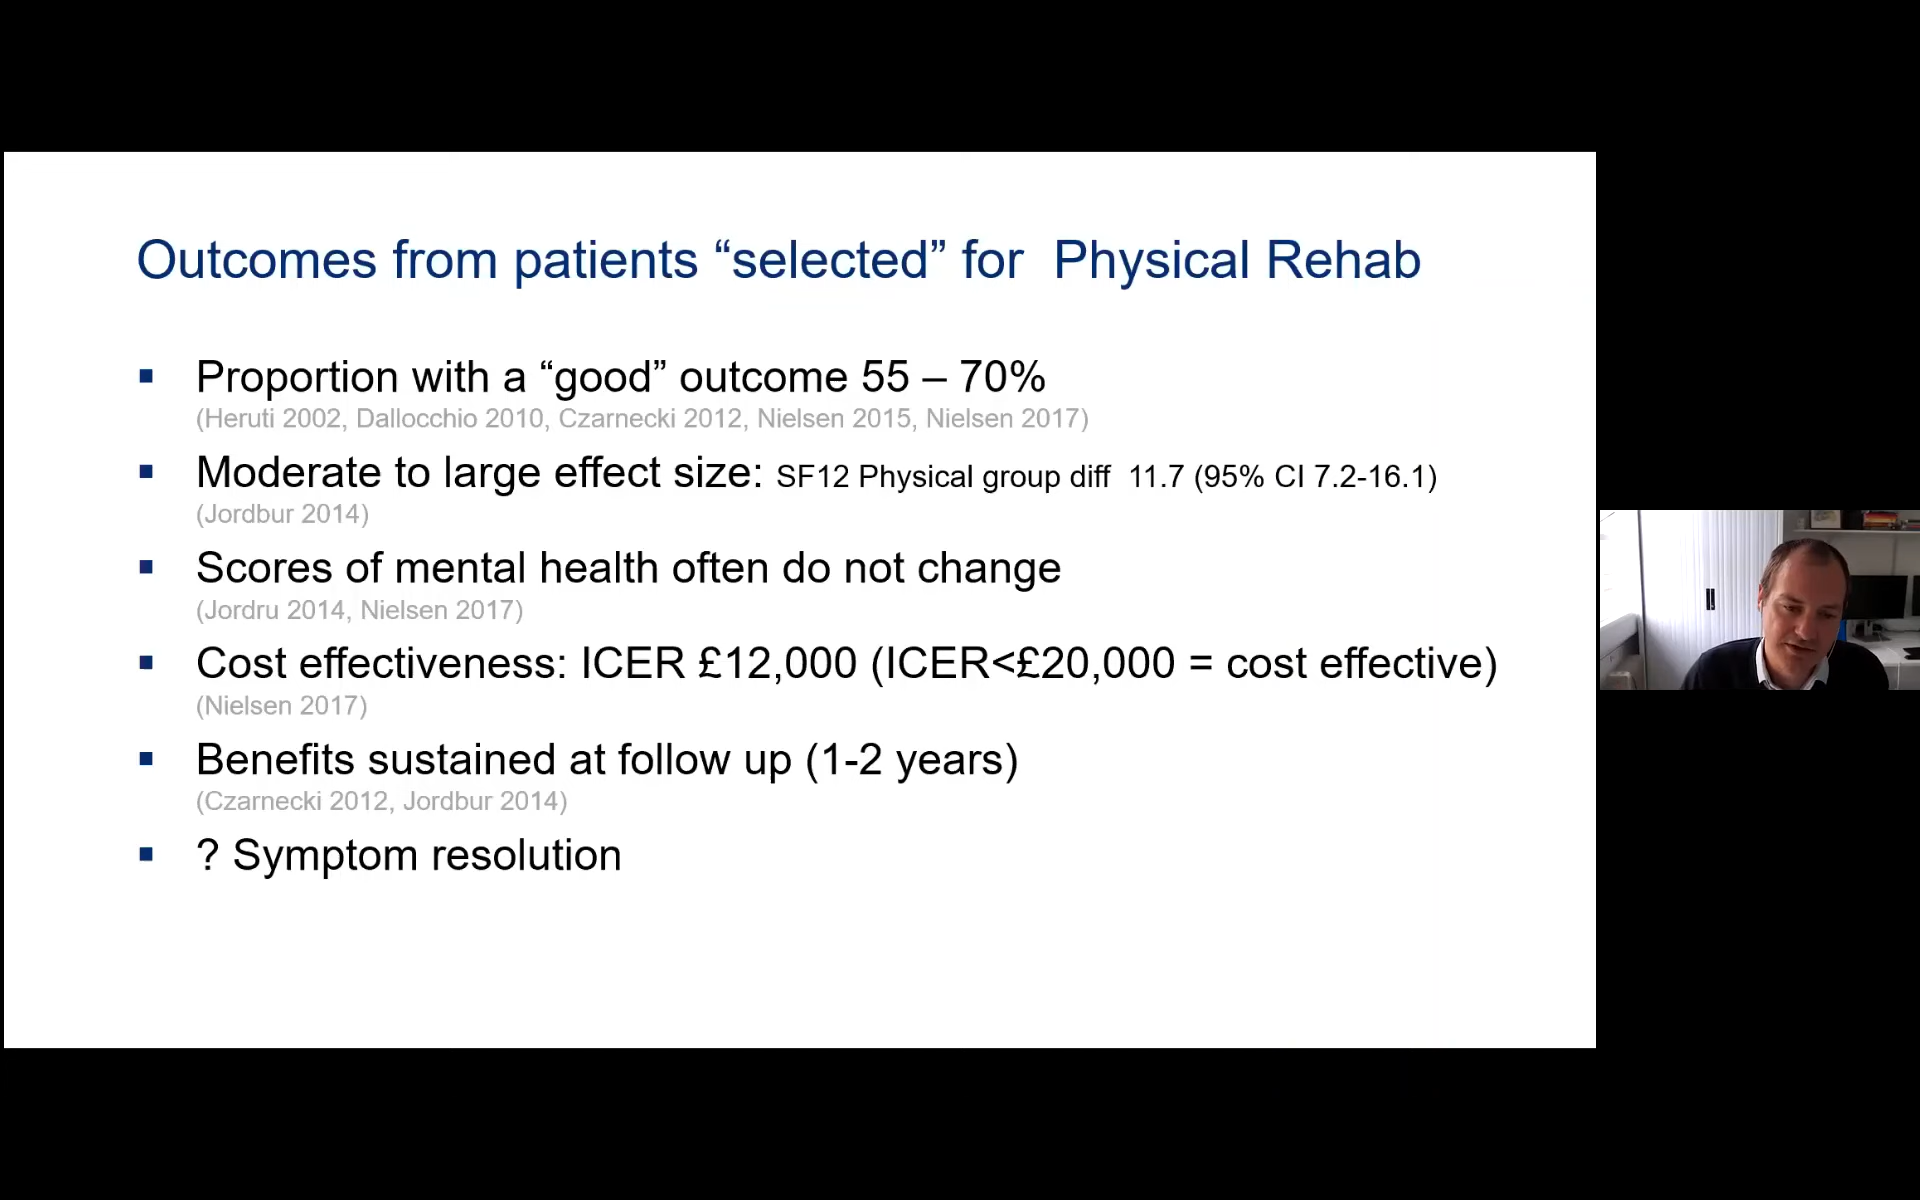 Outcomes from patients “selected” for  Physical Rehab
▪ Proportion with a “good” outcome 55 – 70%
(Heruti 2002, Dallocchio 2010, Czarnecki 2012, Nielsen 2015, Nielsen 2017)
▪ Moderate to large effect size: SF12 Physical group diff  11.7 (95% CI 7.2-16.1)
(Jordbur 2014)
▪ Scores of mental health often do not change
(Jordru 2014, Nielsen 2017)
▪ Cost effectiveness: ICER £12,000 (ICER<£20,000 = cost effective)
(Nielsen 2017)
▪ Benefits sustained at follow up (1-2 years)
(Czarnecki 2012, Jordbur 2014)
▪ ? Symptom resolution